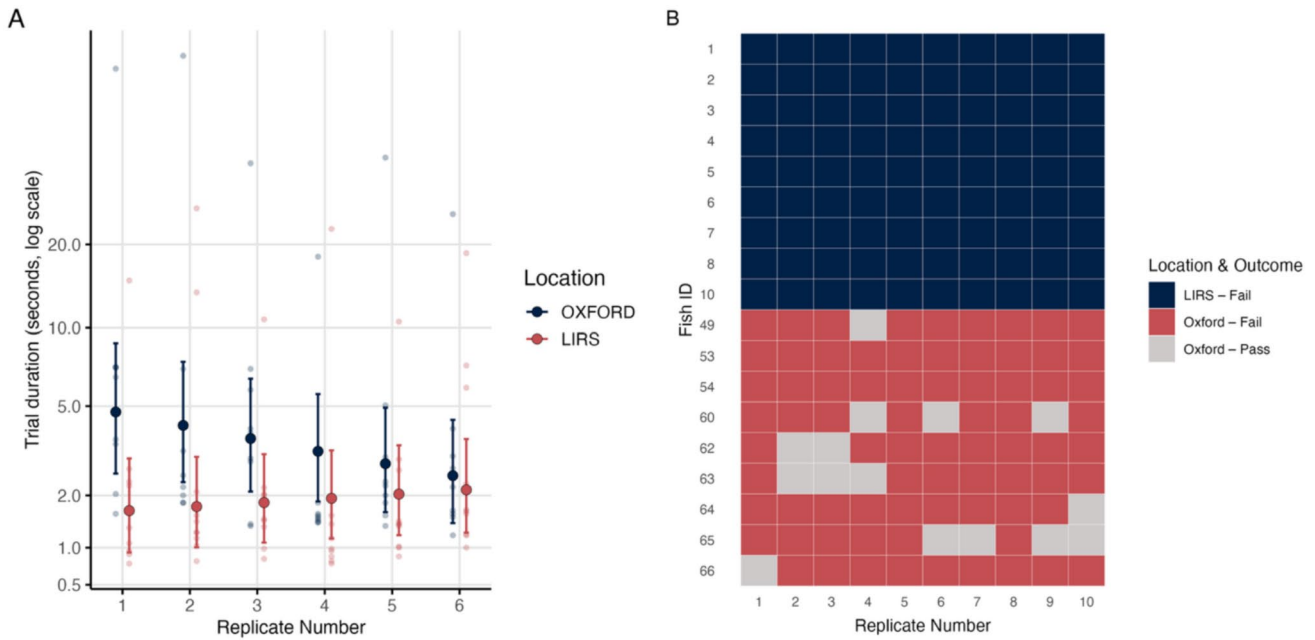 A
Trial duration (seconds, log scale)
20.0
10.0
5.0
2.0
1.0
0.5
1 2 3 4 5 6
Replicate Number
Location
OXFORD
LIRS
B
Fish ID
1
2
3
4
5
6
7
8
10
49
53
54
60
62
63
64
65
66
1 2 3 4 5 6 7 8 9 10
Replicate Number
Location & Outcome
LIRS – Fail
Oxford – Fail
Oxford – Pass